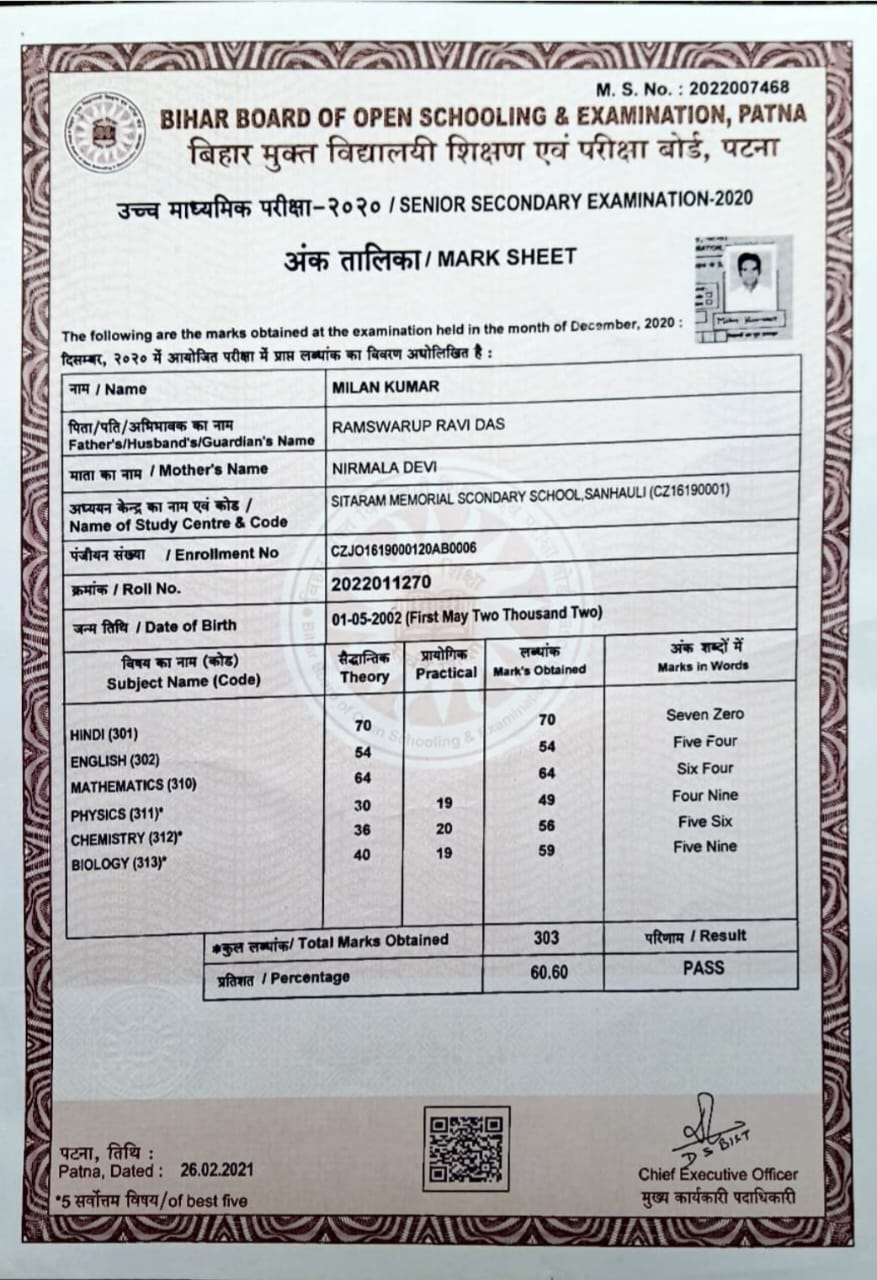 M. S. No. : 2022007468
BIHAR BOARD OF OPEN SCHOOLING & EXAMINATION, PATNA
बिहार मुक्त विद्यालयी शिक्षण एवं परीक्षा बोर्ड, पटना
उच्च माध्यमिक परीक्षा-२०२० / SENIOR SECONDARY EXAMINATION-2020
अंक तालिका / MARK SHEET
The following are the marks obtained at the examination held in the month of December, 2020 :
दिसम्बर, २०२० में आयोजित परीक्षा में प्राप्त लब्धांक का विवरण अधोलिखित है :
नाम / Name MILAN KUMAR
पिता/पति/अभिभावक का नाम
Father's/Husband's/Guardian's Name RAMSWARUP RAVI DAS
माता का नाम / Mother's Name NIRMALA DEVI
अध्ययन केन्द्र का नाम एवं कोड /
Name of Study Centre & Code SITARAM MEMORIAL SCONDARY SCHOOL,SANHAULI (CZ16190001)
पंजीयन संख्या / Enrollment No CZJO1619000120AB0006
क्रमांक / Roll No. 2022011270
जन्म तिथि / Date of Birth 01-05-2002 (First May Two Thousand Two)
विषय का नाम (कोड) सैद्धान्तिक प्रायोगिक लब्धांक अंक शब्दों में
Subject Name (Code) Theory Practical Mark's Obtained Marks in Words
HINDI (301) 70 70 Seven Zero
ENGLISH (302) 54 54 Five Four
MATHEMATICS (310) 64 64 Six Four
PHYSICS (311)* 30 19 49 Four Nine
CHEMISTRY (312)* 36 20 56 Five Six
BIOLOGY (313)* 40 19 59 Five Nine
*कुल लब्धांक/ Total Marks Obtained 303 परिणाम / Result
प्रतिशत / Percentage 60.60 PASS
D S BIST
पटना, तिथि :
Patna, Dated : 26.02.2021
Chief Executive Officer
मुख्य कार्यकारी पदाधिकारी
*5 सर्वोत्तम विषय/of best five